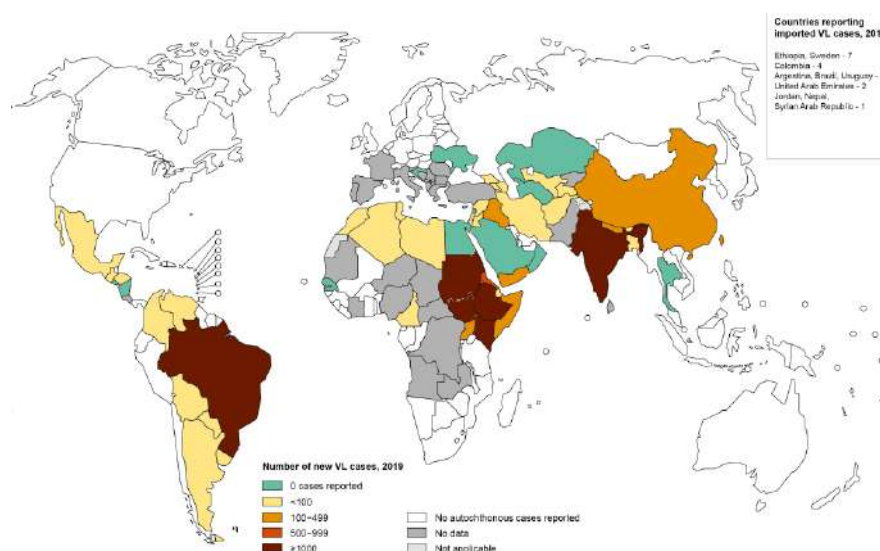 Countries reporting
imported VL cases, 201
Ethiopia, Sweden - 7
Colombia - 4
Argentina, Brazil, Uruguay -
United Arab Emirates - 2
Jordan, Nepal,
Syrian Arab Republic - 1
Number of new VL cases, 2019
0 cases reported
<100
100–499
500–999
≥1000
No autochthonous cases reported
No data
Not applicable